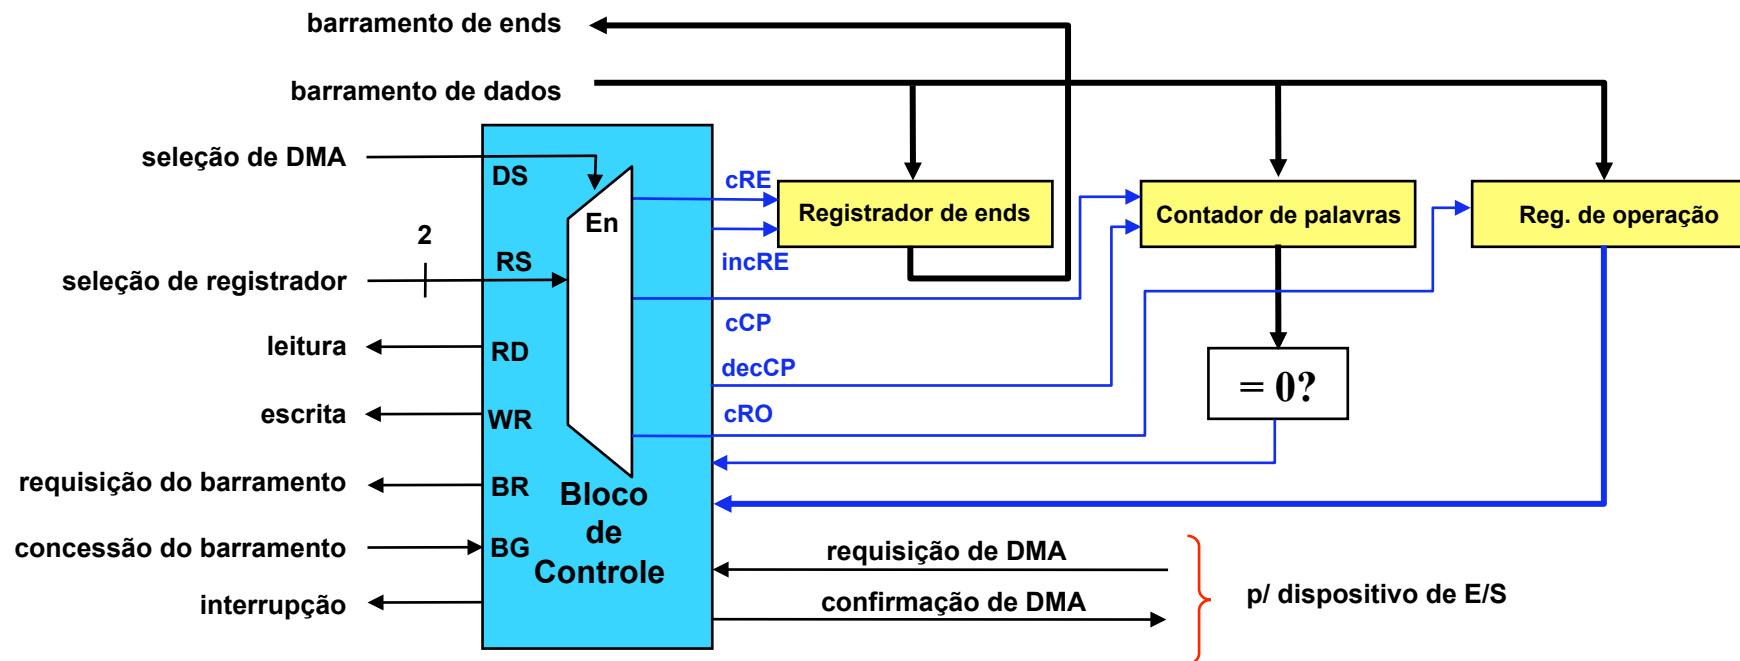 barramento de ends
barramento de dados
seleção de DMA
DS
En
cRE
Registrador de ends
Contador de palavras
Reg. de operação
2
seleção de registrador
RS
incRE
cCP
leitura
RD
decCP
= 0?
escrita
WR
cRO
requisição do barramento
BR
Bloco
de
Controle
concessão do barramento
BG
requisição de DMA
interrupção
confirmação de DMA
p/ dispositivo de E/S